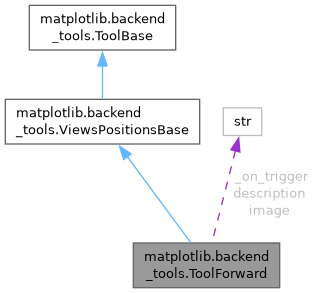 matplotlib.backend
_tools.ToolBase
matplotlib.backend
_tools.ViewsPositionsBase
str
_on_trigger
description
image
matplotlib.backend
_tools.ToolForward